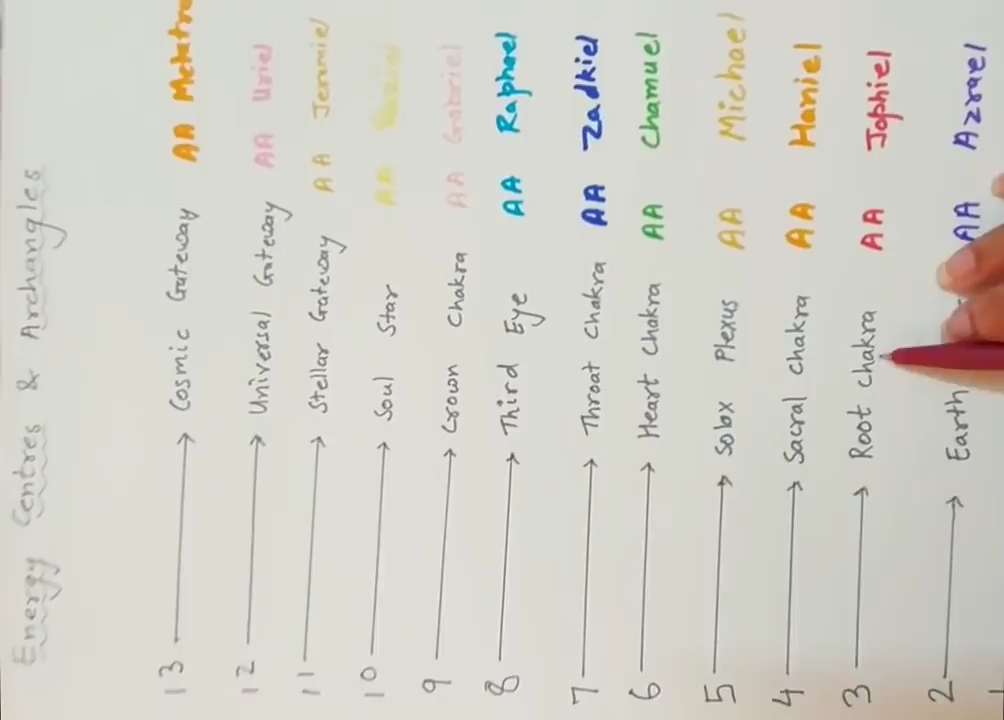 Energy Centres & Archangles
13 → Cosmic Gateway AA Metatro
12 → Universal Gateway AA Uriel
11 → Stellar Gateway AA Jeremiel
10 → Soul Star AA
9 → Crown Chakra AA Gabriel
8 → Third Eye AA Raphael
7 → Throat Chakra AA Zadkiel
6 → Heart Chakra AA Chamuel
5 → Solar Plexus AA Michael
4 → Sacral Chakra AA Haniel
3 → Root Chakra AA Jophiel
2 → Earth AA Azrael
1